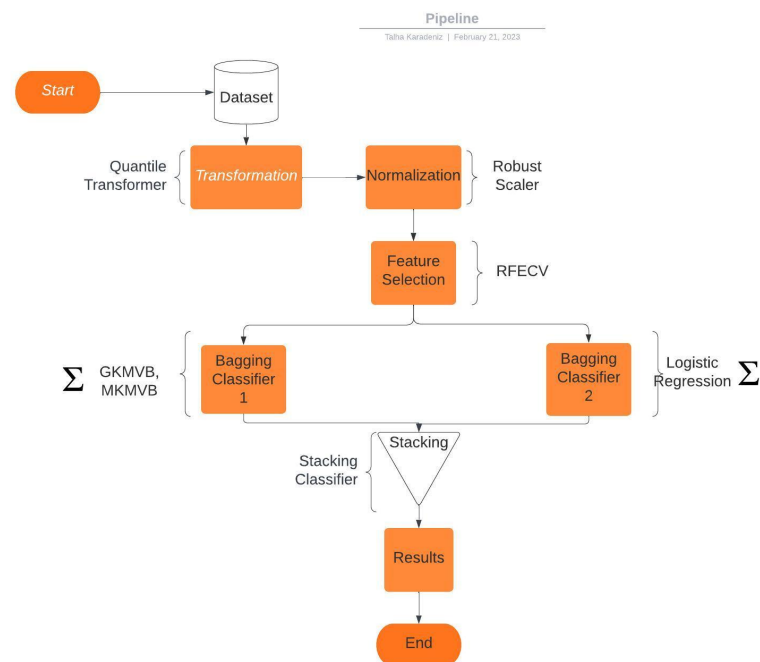 Pipeline
Talha Karadeniz | February 21, 2023
Start
Dataset
Quantile
Transformer
Transformation
Normalization
Robust
Scaler
Feature
Selection
RFECV
Σ
GKMVB,
MKMVB
Bagging
Classifier
1
Bagging
Classifier
2
Logistic
Regression
Σ
Stacking
Classifier
Stacking
Results
End